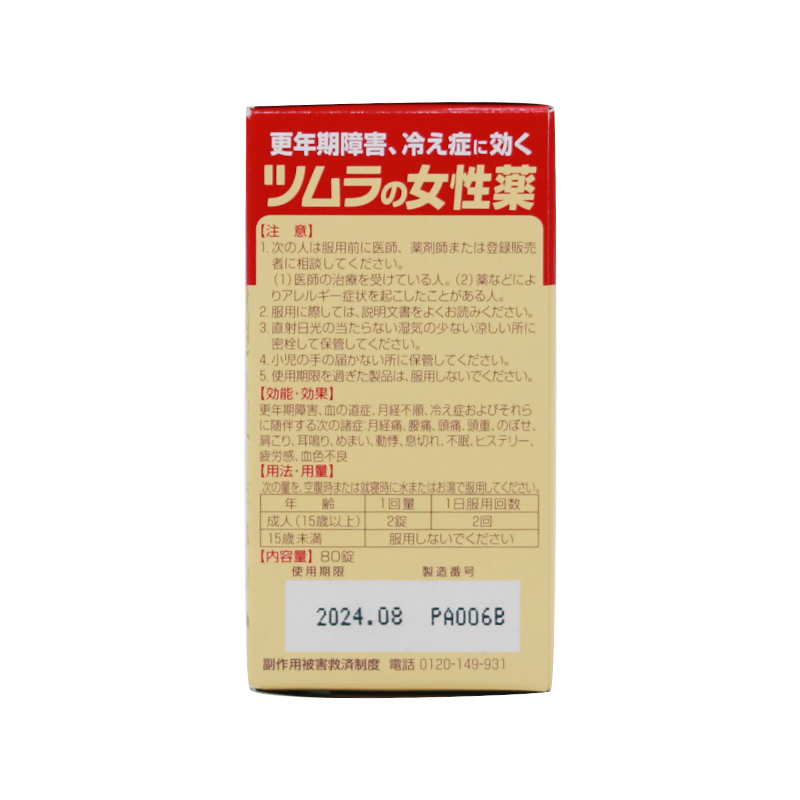 更年期障害、冷え症に効く
ツムラの女性薬
【注　意】
1. 次の人は服用前に医師、薬剤師または登録販売
者に相談してください。
(1)医師の治療を受けている人。(2)薬などによ
りアレルギー症状を起こしたことがある人。
2. 服用に際しては、説明文書をよくお読みください。
3. 直射日光の当たらない湿気の少ない涼しい所に
密栓して保管してください。
4. 小児の手の届かない所に保管してください。
5. 使用期限を過ぎた製品は、服用しないでください。
【効能・効果】
更年期障害、血の道症、月経不順、冷え症およびそれら
に随伴する次の諸症:月経痛、腹痛、頭痛、頭重、のぼせ、
肩こり、耳鳴り、めまい、動悸、息切れ、不眠、ヒステリー、
疲労感、血色不良
【用法・用量】
次の量を、空腹時または就寝時に水またはお湯で服用してください。
年　齢 1回量 1日服用回数
成人(15歳以上) 2錠 2回
15歳未満 服用しないでください
【内容量】 80錠
使用期限 製造番号
2024.08 PA006B
副作用被害救済制度 電話 0120-149-931